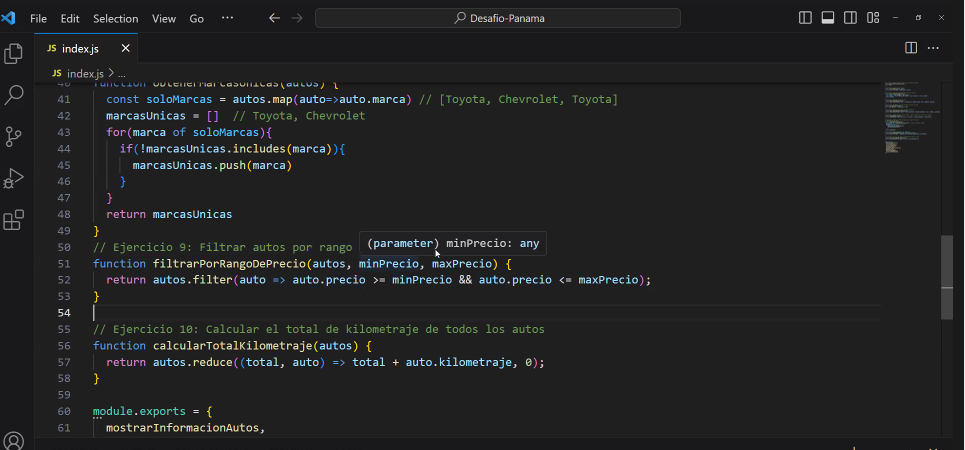 File Edit Selection View Go ··· Desafio-Panama
JS index.js
JS index.js > ...
40 function obtenerMarcasUnicas(autos) {
41 const soloMarcas = autos.map(auto=>auto.marca) // [Toyota, Chevrolet, Toyota]
42 marcasUnicas = [] // Toyota, Chevrolet
43 for(marca of soloMarcas){
44 if(!marcasUnicas.includes(marca)){
45 marcasUnicas.push(marca)
46 }
47 }
48 return marcasUnicas
49 }
50 // Ejercicio 9: Filtrar autos por rango
(parameter) minPrecio: any
51 function filtrarPorRangoDePrecio(autos, minPrecio, maxPrecio) {
52 return autos.filter(auto => auto.precio >= minPrecio && auto.precio <= maxPrecio);
53 }
54
55 // Ejercicio 10: Calcular el total de kilometraje de todos los autos
56 function calcularTotalKilometraje(autos) {
57 return autos.reduce((total, auto) => total + auto.kilometraje, 0);
58 }
59
60 module.exports = {
61 mostrarInformacionAutos,